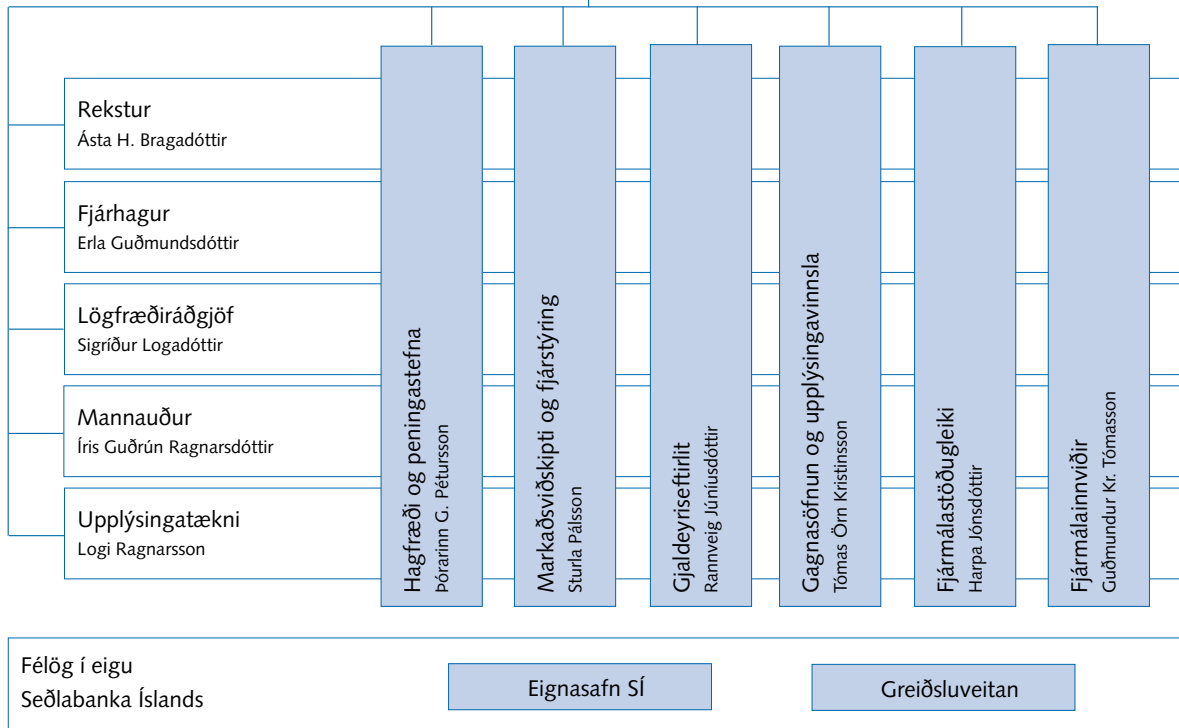 Rekstur
Ásta H. Bragadóttir
Fjárhagur
Erla Guðmundsdóttir
Lögfræðiráðgjöf
Sigríður Logadóttir
Mannauður
Íris Guðrún Ragnarsdóttir
Upplýsingatækni
Logi Ragnarsson
Hagfræði og peningastefna
Þórarinn G. Pétursson
Markaðsviðskipti og fjárstýring
Sturla Pálsson
Gjaldeyriseftirlit
Rannveig Júníusdóttir
Gagnasöfnun og upplýsingavinnsla
Tómas Örn Kristinsson
Fjármálastöðugleiki
Harpa Jónsdóttir
Fjármálainnviðir
Guðmundur Kr. Tómasson
Félög í eigu
Seðlabanka Íslands
Eignasafn SÍ
Greiðsluveitan